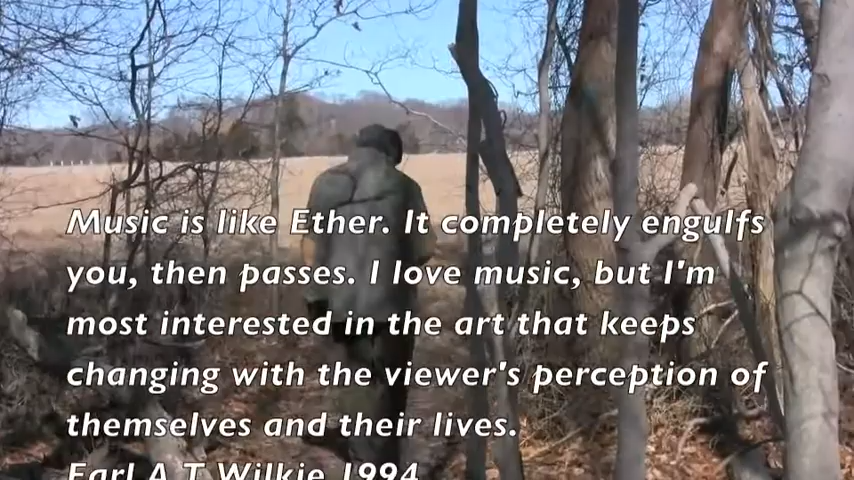 Music is like Ether. It completely engulfs
you, then passes. I love music, but I'm
most interested in the art that keeps
changing with the viewer's perception of
themselves and their lives.
Earl A T Wilkie 1994